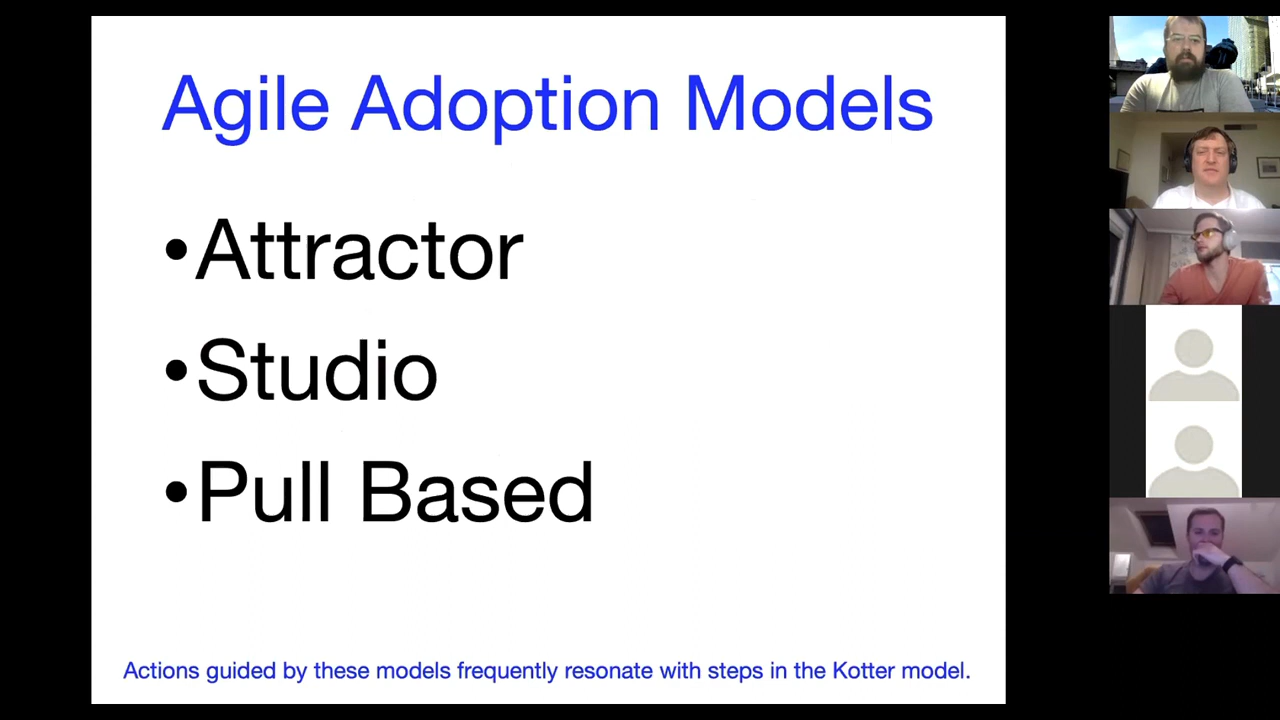 Agile Adoption Models
•Attractor
•Studio
•Pull Based
Actions guided by these models frequently resonate with steps in the Kotter model.